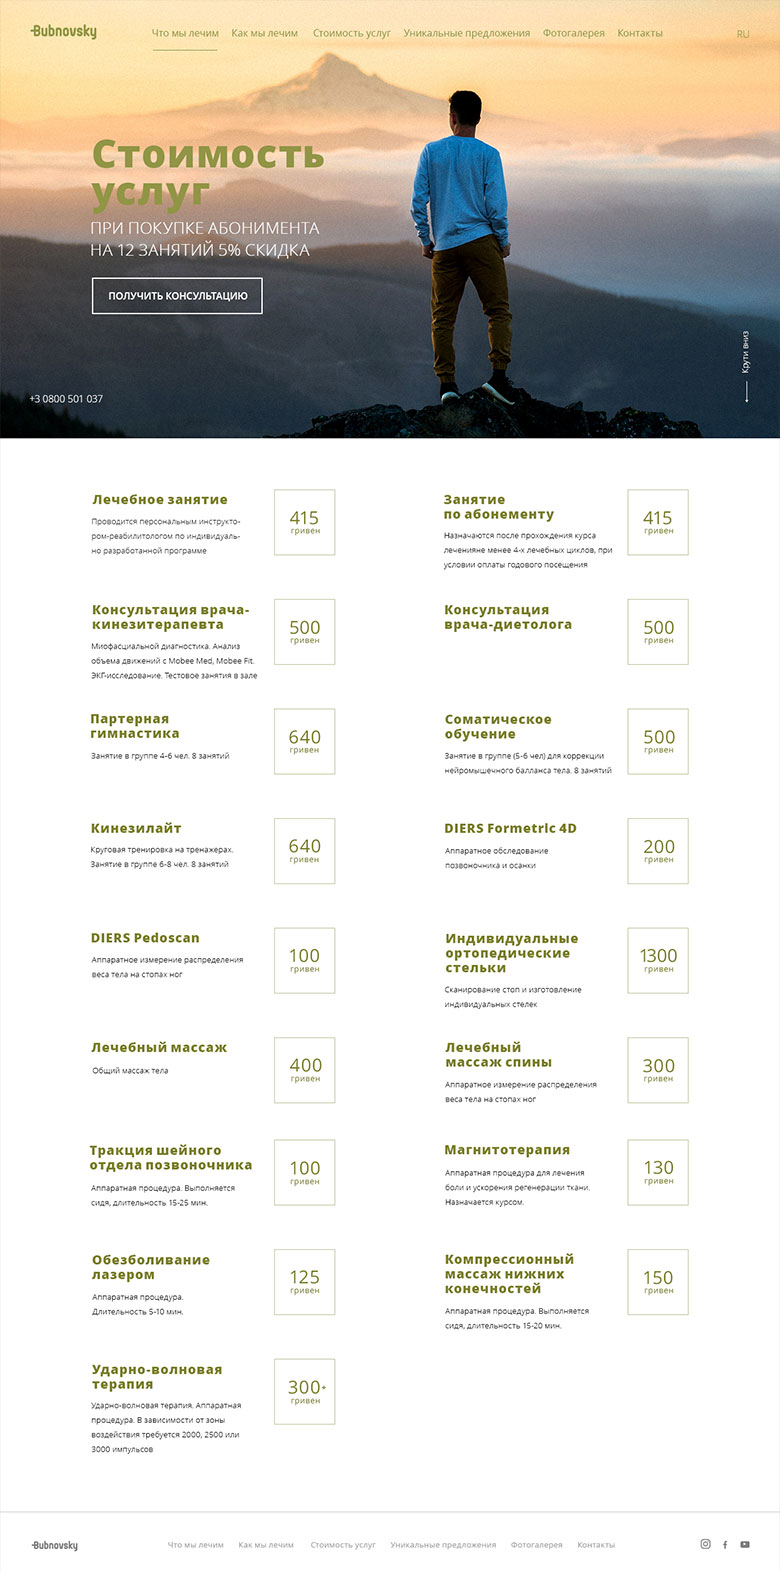 Bubnovsky
Что мы лечим Как мы лечим Стоимость услуг Уникальные предложения Фотогалерея Контакты
RU
Стоимость
услуг
ПРИ ПОКУПКЕ АБОНИМЕНТА
НА 12 ЗАНЯТИЙ 5% СКИДКА
ПОЛУЧИТЬ КОНСУЛЬТАЦИЮ
Крути вниз
+3 0800 501 037
Лечебное занятие
Проводится персональным инструкто-
ром-реабилитологом по индивидуаль-
но разработанной программе
415
гривен
Занятие
по абонементу
Назначаются после прохождения курса
леченияне менее 4-х лечебных циклов, при
условии оплаты годового посещения
415
гривен
Консультация врача-
кинезитерапевта
Миофасциальной диагностика. Анализ
объема движений с Mobee Med, Mobee Fit.
ЭКГ-исследование. Тестовое занятия в зале
500
гривен
Консультация
врача-диетолога
500
гривен
Партерная
гимнастика
Занятие в группе 4-6 чел. 8 занятий
640
гривен
Соматическое
обучение
Занятие в группе (5-6 чел) для коррекции
нейромышечного балланса тела. 8 занятий
500
гривен
Кинезилайт
Круговая тренировка на тренажерах.
Занятие в группе 6-8 чел. 8 занятий
640
гривен
DIERS Formetric 4D
Аппаратное обследование
позвоночника и осанки
200
гривен
DIERS Pedoscan
Аппаратное измерение распределения
веса тела на стопах ног
100
гривен
Индивидуальные
ортопедические
стельки
Сканирование стоп и изготовление
индивидуальных стелек
1300
гривен
Лечебный массаж
Общий массаж тела
400
гривен
Лечебный
массаж спины
Аппаратное измерение распределения
веса тела на стопах ног
300
гривен
Тракция шейного
отдела позвоночника
Аппаратная процедура. Выполняется
сидя, длительность 15-25 мин.
100
гривен
Магнитотерапия
Аппаратная процедура для лечения
боли и ускорения регенерации ткани.
Назначается курсом.
130
гривен
Обезболивание
лазером
Аппаратная процедура.
Длительность 5-10 мин.
125
гривен
Компрессионный
массаж нижних
конечностей
Аппаратная процедура. Выполняется
сидя, длительность 15-20 мин.
150
гривен
Ударно-волновая
терапия
Ударно-волновая терапия. Аппаратная
процедура. В зависимости от зоны
воздействия требуется 2000, 2500 или
3000 импульсов
300+
гривен
Bubnovsky
Что мы лечим Как мы лечим Стоимость услуг Уникальные предложения Фотогалерея Контакты